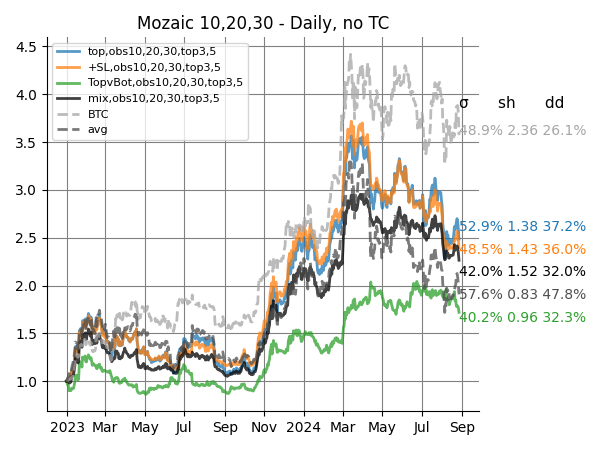 Mozaic 10,20,30 - Daily, no TC
4.5
4.0
3.5
3.0
2.5
2.0
1.5
1.0
top,obs10,20,30,top3,5
+SL,obs10,20,30,top3,5
TopvBot,obs10,20,30,top3,5
mix,obs10,20,30,top3,5
BTC
avg
σ sh dd
48.9% 2.36 26.1%
52.9% 1.38 37.2%
48.5% 1.43 36.0%
42.0% 1.52 32.0%
57.6% 0.83 47.8%
40.2% 0.96 32.3%
2023 Mar May Jul Sep Nov 2024 Mar May Jul Sep